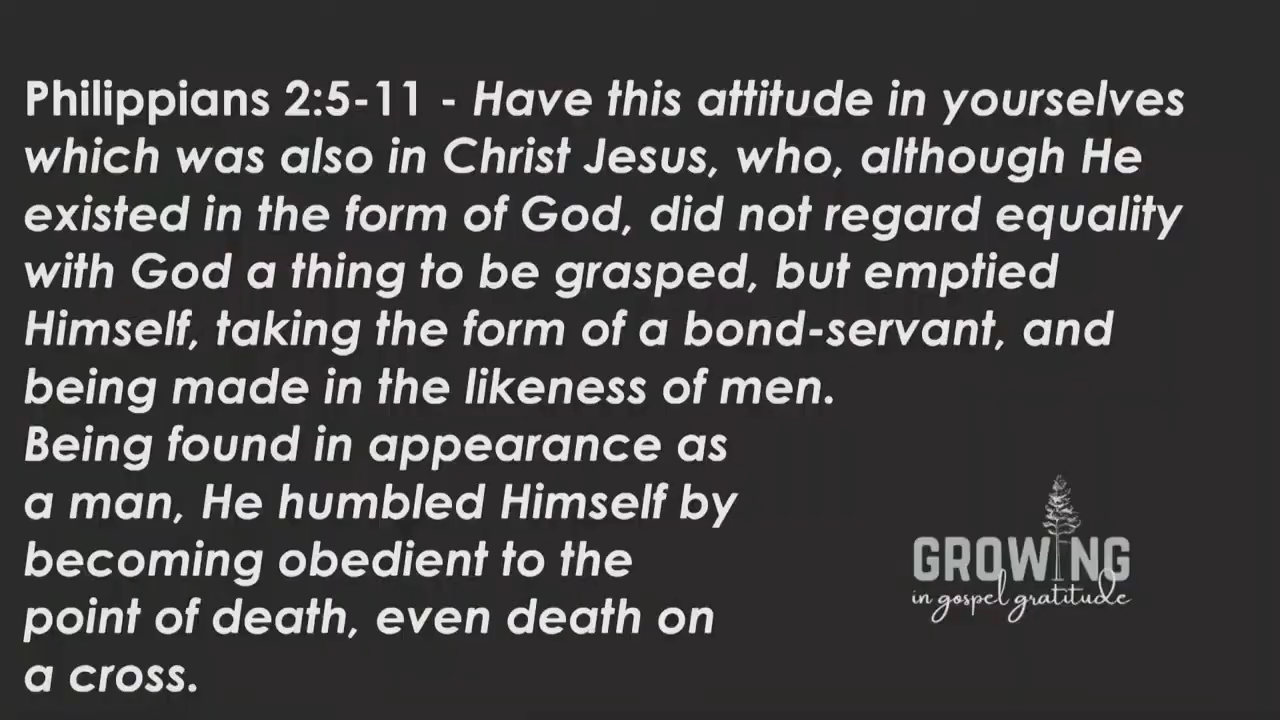 Philippians 2:5-11 - Have this attitude in yourselves
which was also in Christ Jesus, who, although He
existed in the form of God, did not regard equality
with God a thing to be grasped, but emptied
Himself, taking the form of a bond-servant, and
being made in the likeness of men.
Being found in appearance as
a man, He humbled Himself by
becoming obedient to the
point of death, even death on
a cross.
GROWING
in gospel gratitude